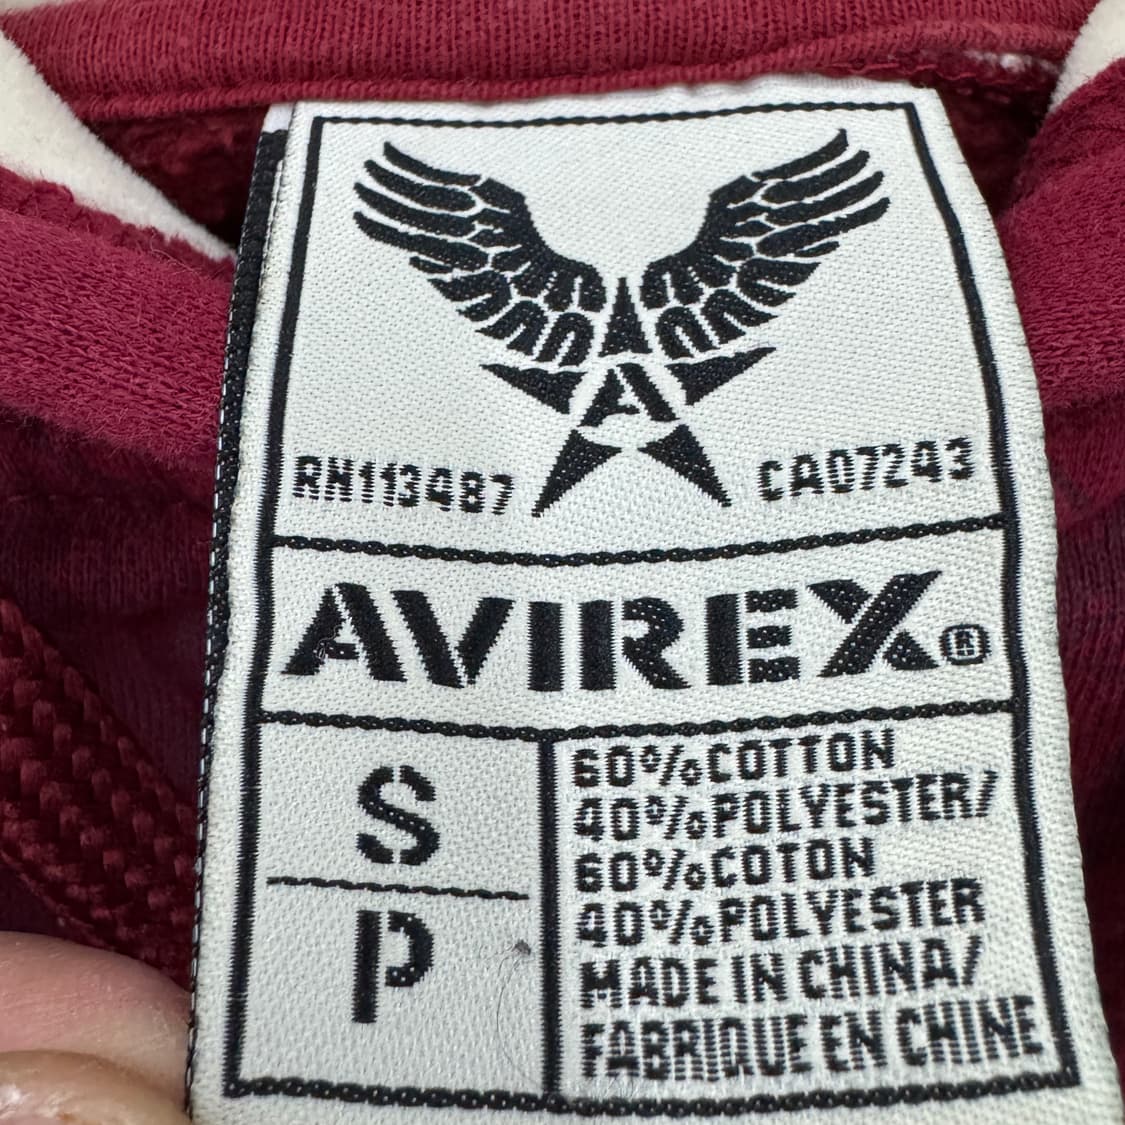 A
RN113487 CA07243
AVIREX®
S
P
60%COTTON
40%POLYESTER/
60%COTON
40%POLYESTER
MADE IN CHINA/
FABRIQUE EN CHINE